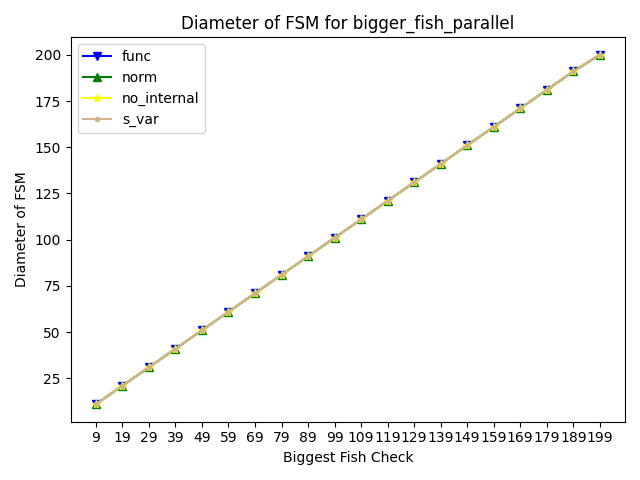 Diameter of FSM for bigger_fish_parallel
func
norm
no_internal
s_var
Diameter of FSM
200
175
150
125
100
75
50
25
9 19 29 39 49 59 69 79 89 99 109 119 129 139 149 159 169 179 189 199
Biggest Fish Check